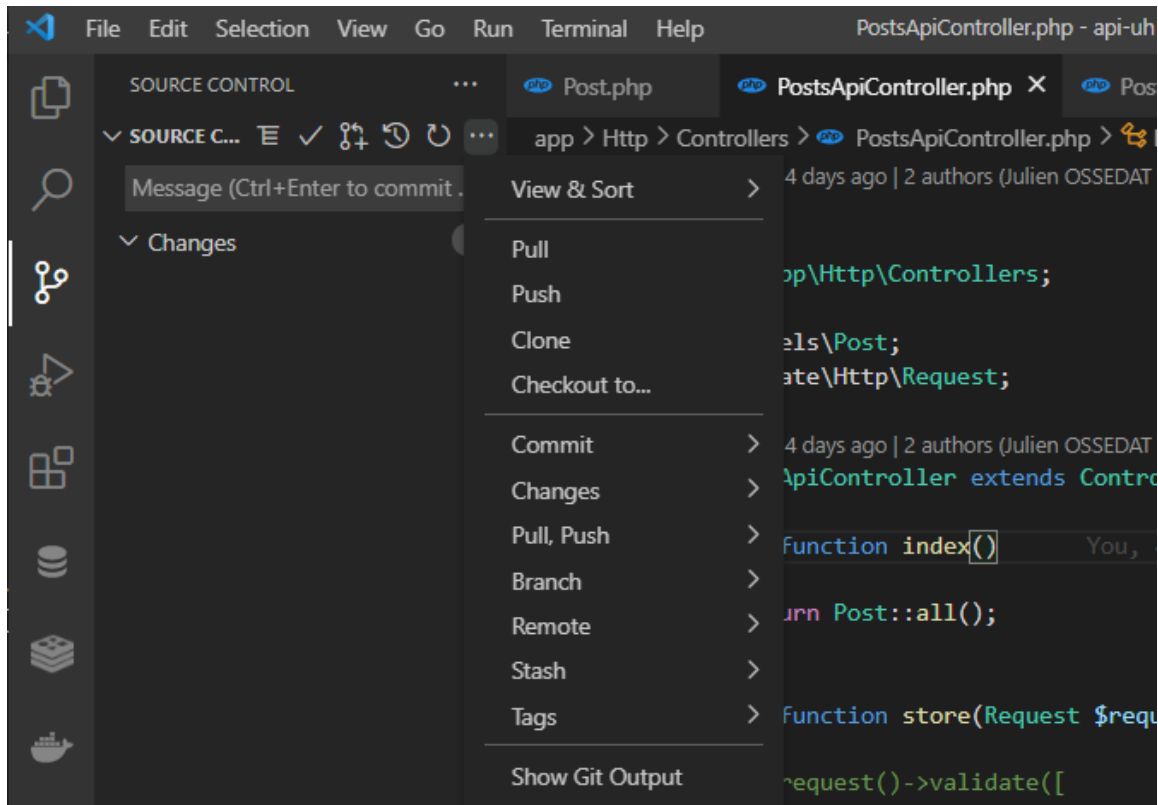 File Edit Selection View Go Run Terminal Help PostsApiController.php - api-uh
SOURCE CONTROL ···
Post.php PostsApiController.php Pos
SOURCE C... ···
app > Http > Controllers > PostsApiController.php >
Message (Ctrl+Enter to commit .
Changes
View & Sort
Pull
Push
Clone
Checkout to...
Commit
Changes
Pull, Push
Branch
Remote
Stash
Tags
Show Git Output
4 days ago | 2 authors (Julien OSSEDAT
pp\Http\Controllers;
els\Post;
ate\Http\Request;
4 days ago | 2 authors (Julien OSSEDAT
ApiController extends Contro
function index() You,
urn Post::all();
function store(Request $requ
request()->validate([